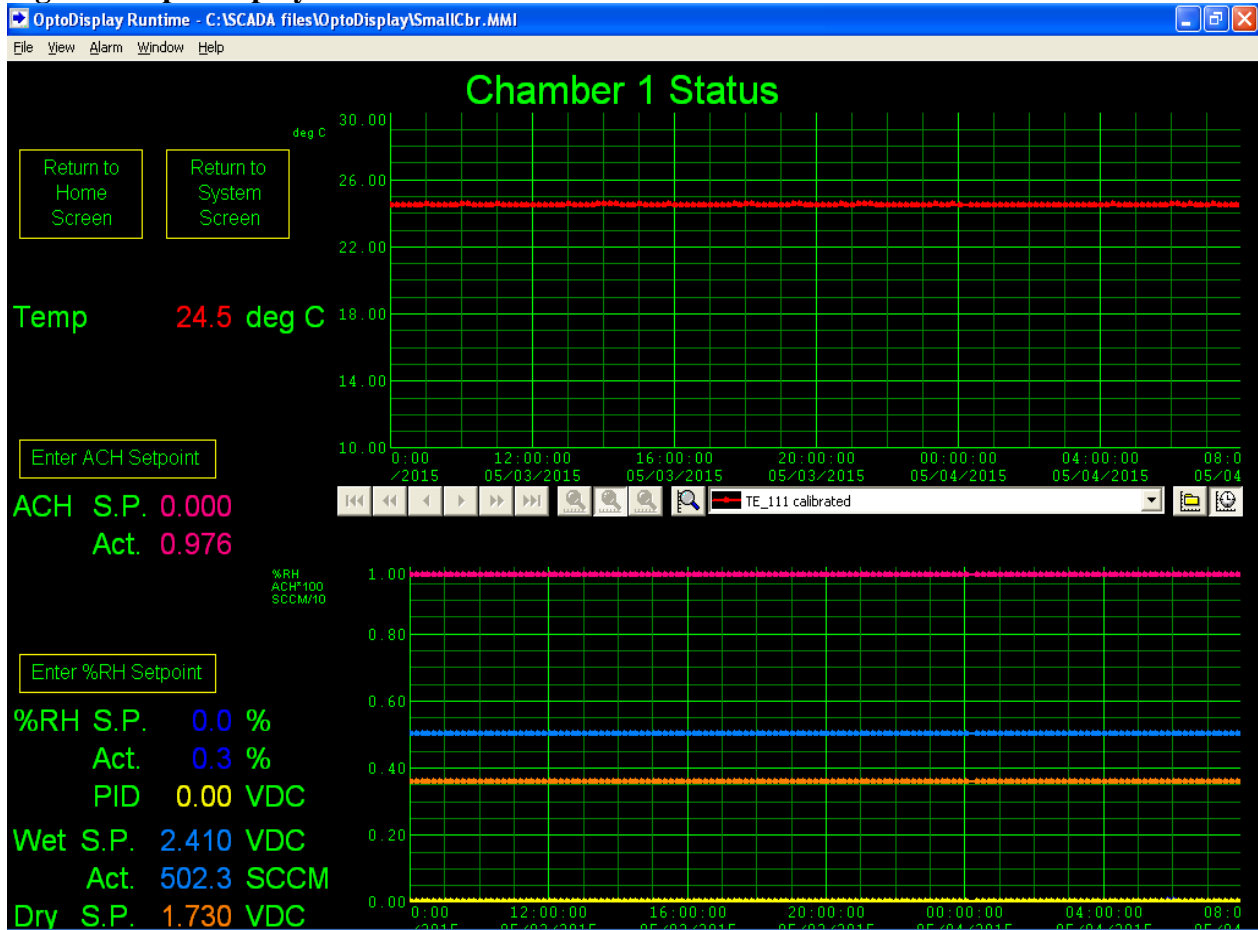 OptoDisplay Runtime - C:\SCADA files\OptoDisplay\SmallCbr.MMI
File View Alarm Window Help
Chamber 1 Status
deg C
30.00
26.00
22.00
18.00
14.00
10.00
Return to
Home
Screen
Return to
System
Screen
Temp 24.5 deg C
0:00 12:00:00 16:00:00 20:00:00 00:00:00 04:00:00 08:0
/2015 05/03/2015 05/03/2015 05/03/2015 05/04/2015 05/04/2015 05/04
TE_111 calibrated
Enter ACH Setpoint
ACH S.P. 0.000
Act. 0.976
%RH
ACH*100
SCCM/10
1.00
0.80
0.60
0.40
0.20
0.00
Enter %RH Setpoint
%RH S.P. 0.0 %
Act. 0.3 %
PID 0.00 VDC
Wet S.P. 2.410 VDC
Act. 502.3 SCCM
Dry S.P. 1.730 VDC
0:00 12:00:00 16:00:00 20:00:00 00:00:00 04:00:00 08:0